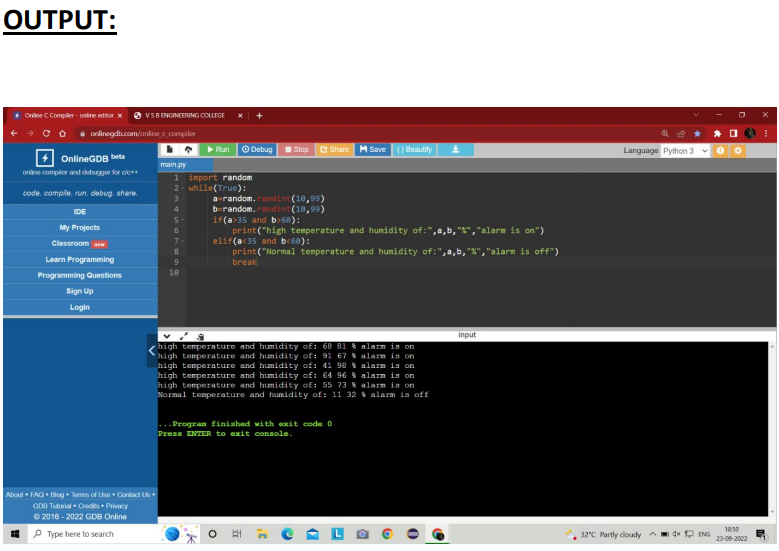 OUTPUT:
Online C Compiler - online editor
V S B ENGINEERING COLLEGE
onlinegdb.com/online_c_compiler
OnlineGDB beta
online compiler and debugger for c/c++
code. compile. run. debug. share.
IDE
My Projects
Classroom new
Learn Programming
Programming Questions
Sign Up
Login
Run Debug Stop Share Save {} Beautify
Language Python 3
main.py
1 import random
2 while(True):
3 a=random.randint(10,99)
4 b=random.randint(10,99)
5 if(a>35 and b>60):
6 print("high temperature and humidity of:",a,b,"%","alarm is on")
7 elif(a<35 and b<60):
8 print("Normal temperature and humidity of:",a,b,"%","alarm is off")
9 break
10
input
high temperature and humidity of: 68 81 % alarm is on
high temperature and humidity of: 91 67 % alarm is on
high temperature and humidity of: 41 98 % alarm is on
high temperature and humidity of: 64 96 % alarm is on
high temperature and humidity of: 55 73 % alarm is on
Normal temperature and humidity of: 11 32 % alarm is off
...Program finished with exit code 0
Press ENTER to exit console.
About • FAQ • Blog • Terms of Use • Contact Us •
GDB Tutorial • Credits • Privacy
© 2016 - 2022 GDB Online
Type here to search
32°C Partly cloudy
ENG
18:50
23-09-2022